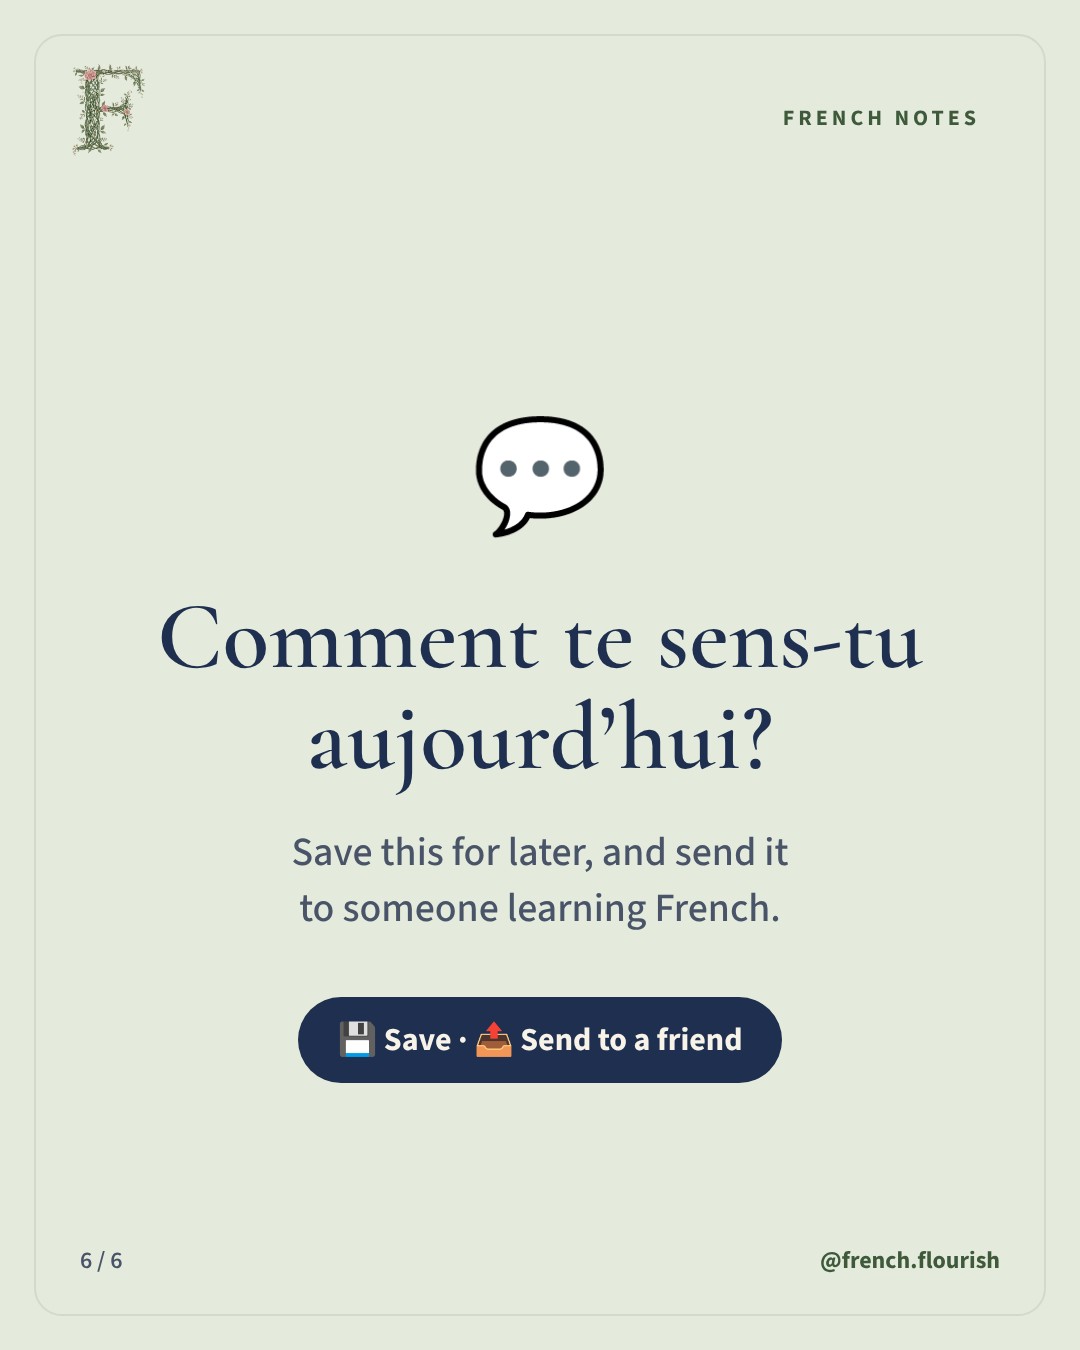 F
FRENCH NOTES
Comment te sens-tu
aujourd’hui?
Save this for later, and send it
to someone learning French.
💾 Save · 📤 Send to a friend
6 / 6
@french.flourish